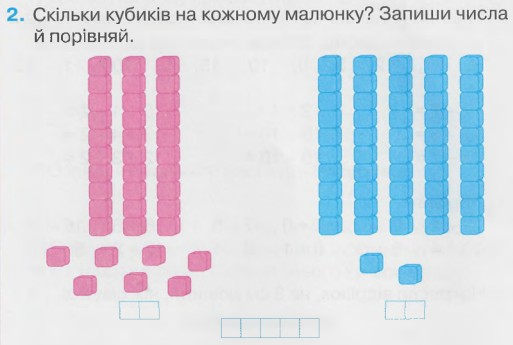 2. Скільки кубиків на кожному малюнку? Запиши числа
й порівняй.